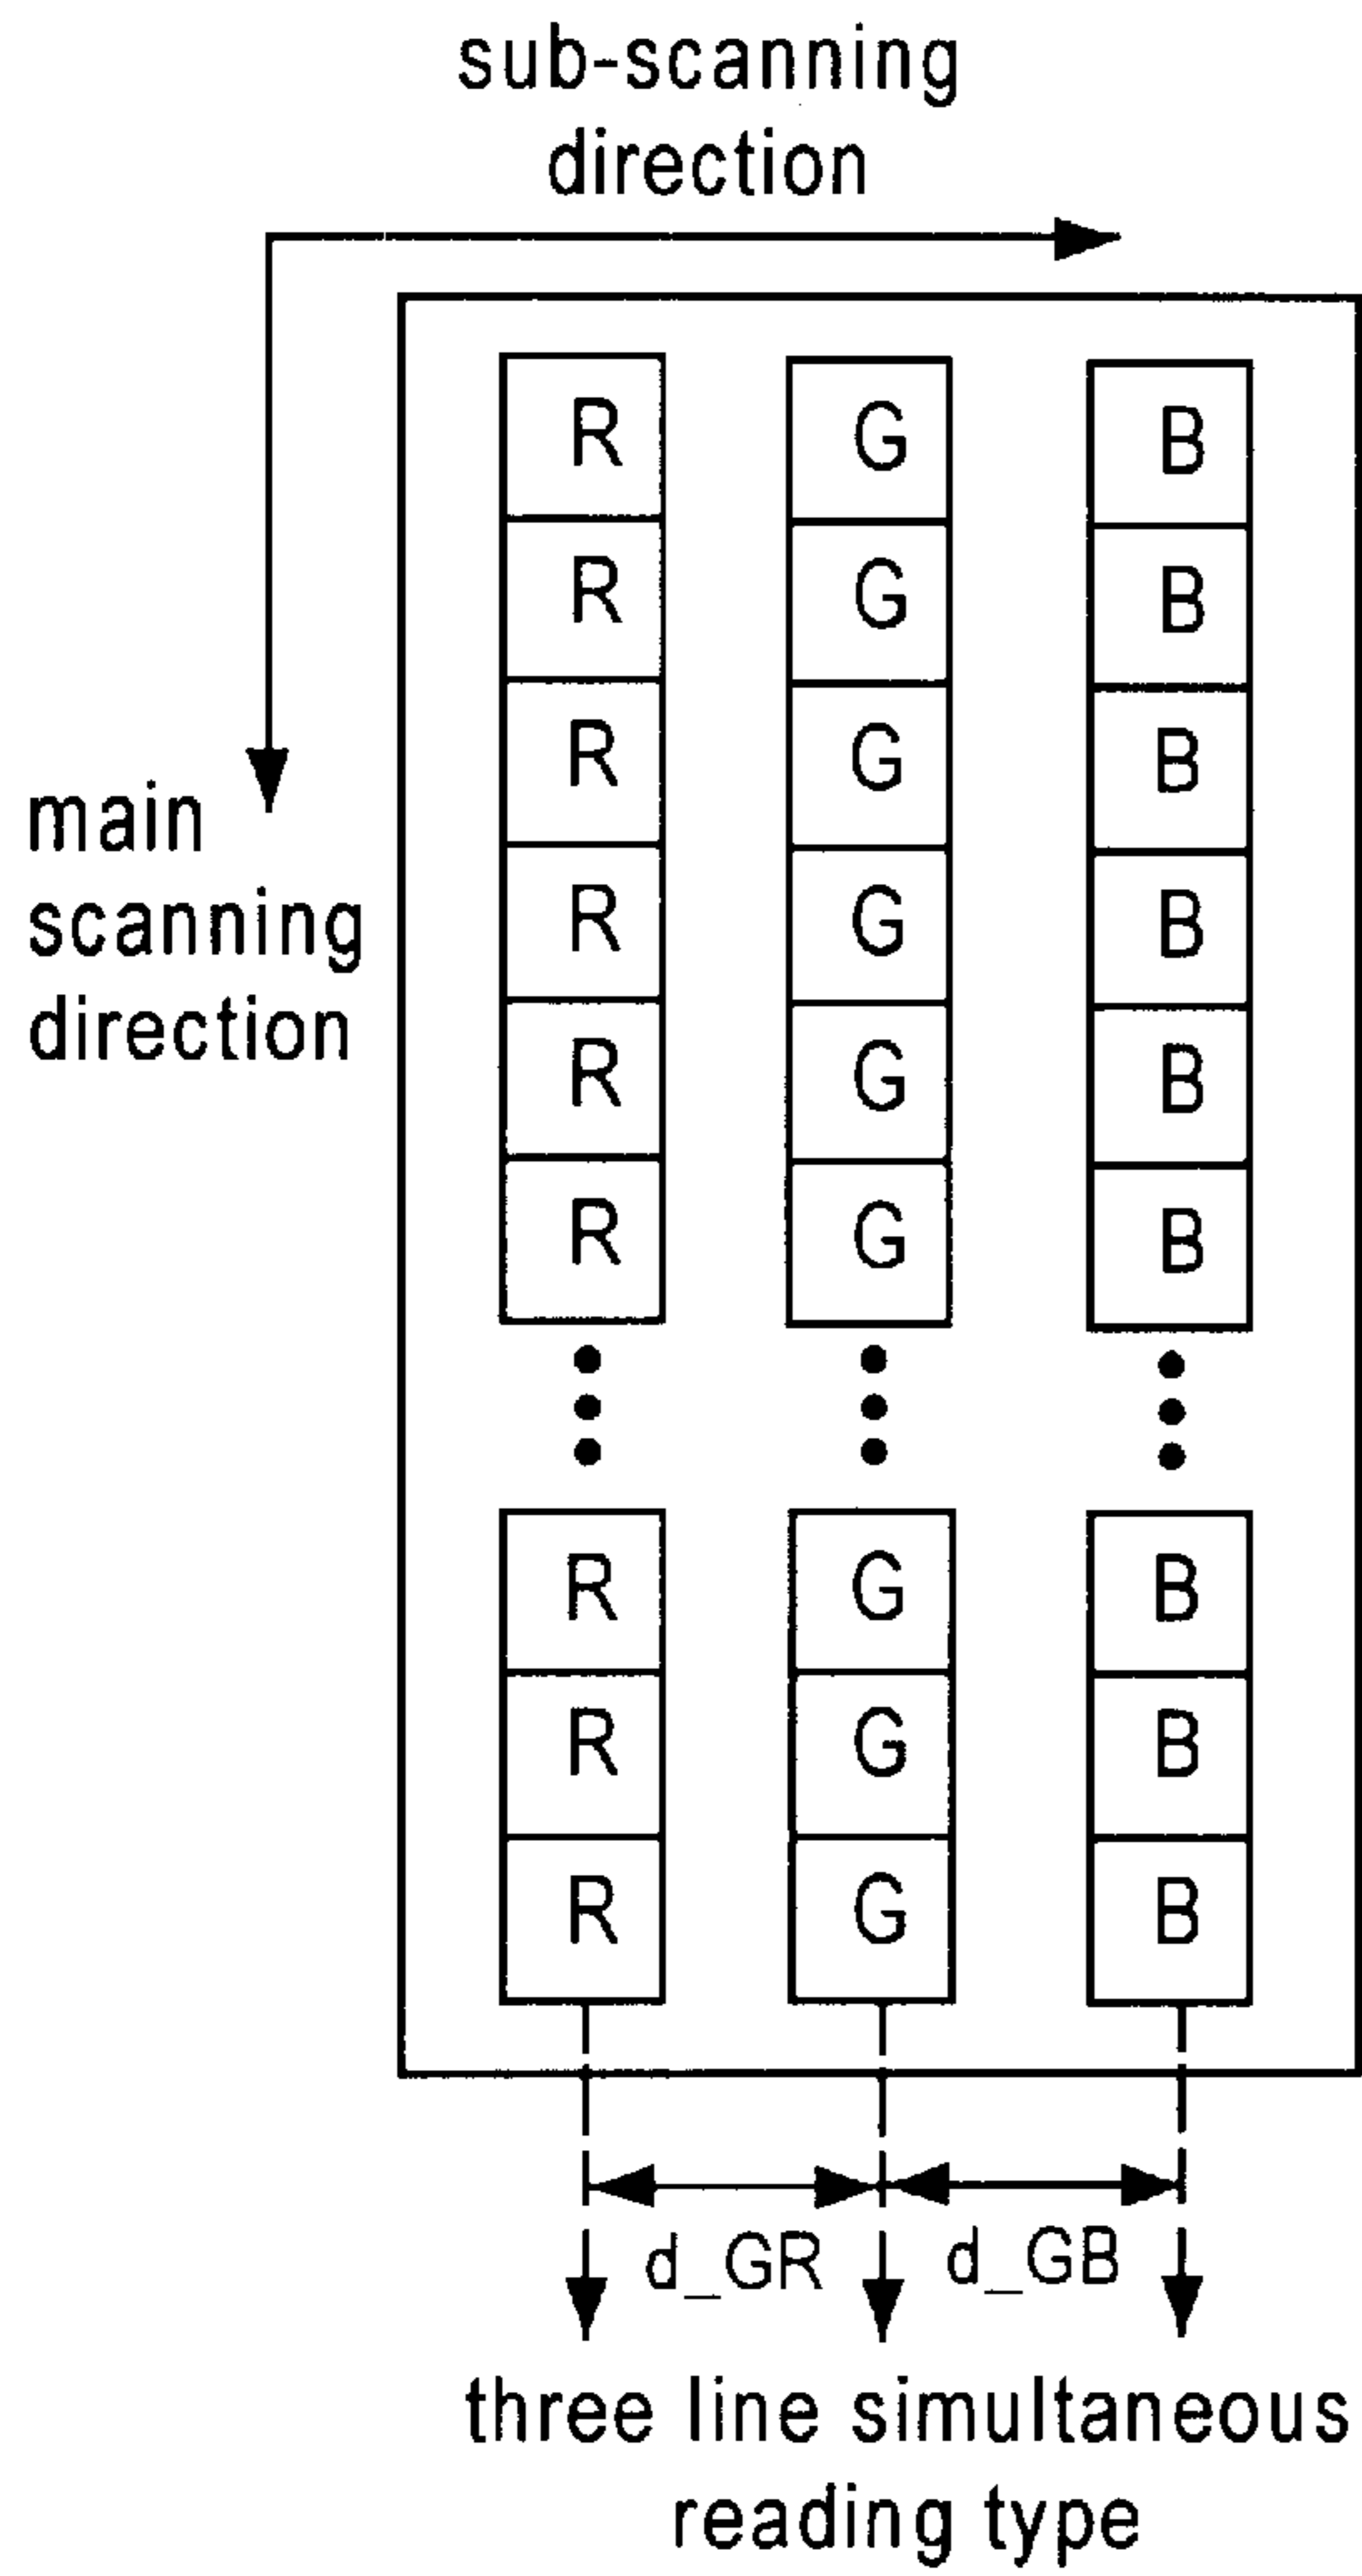 sub-scanning
direction
R G B
R G B
R G B
main
R G B
scanning
direction
R G B
R G B
R G B
R G B
R G B
d_GR d_GB
three line simultaneous
reading type